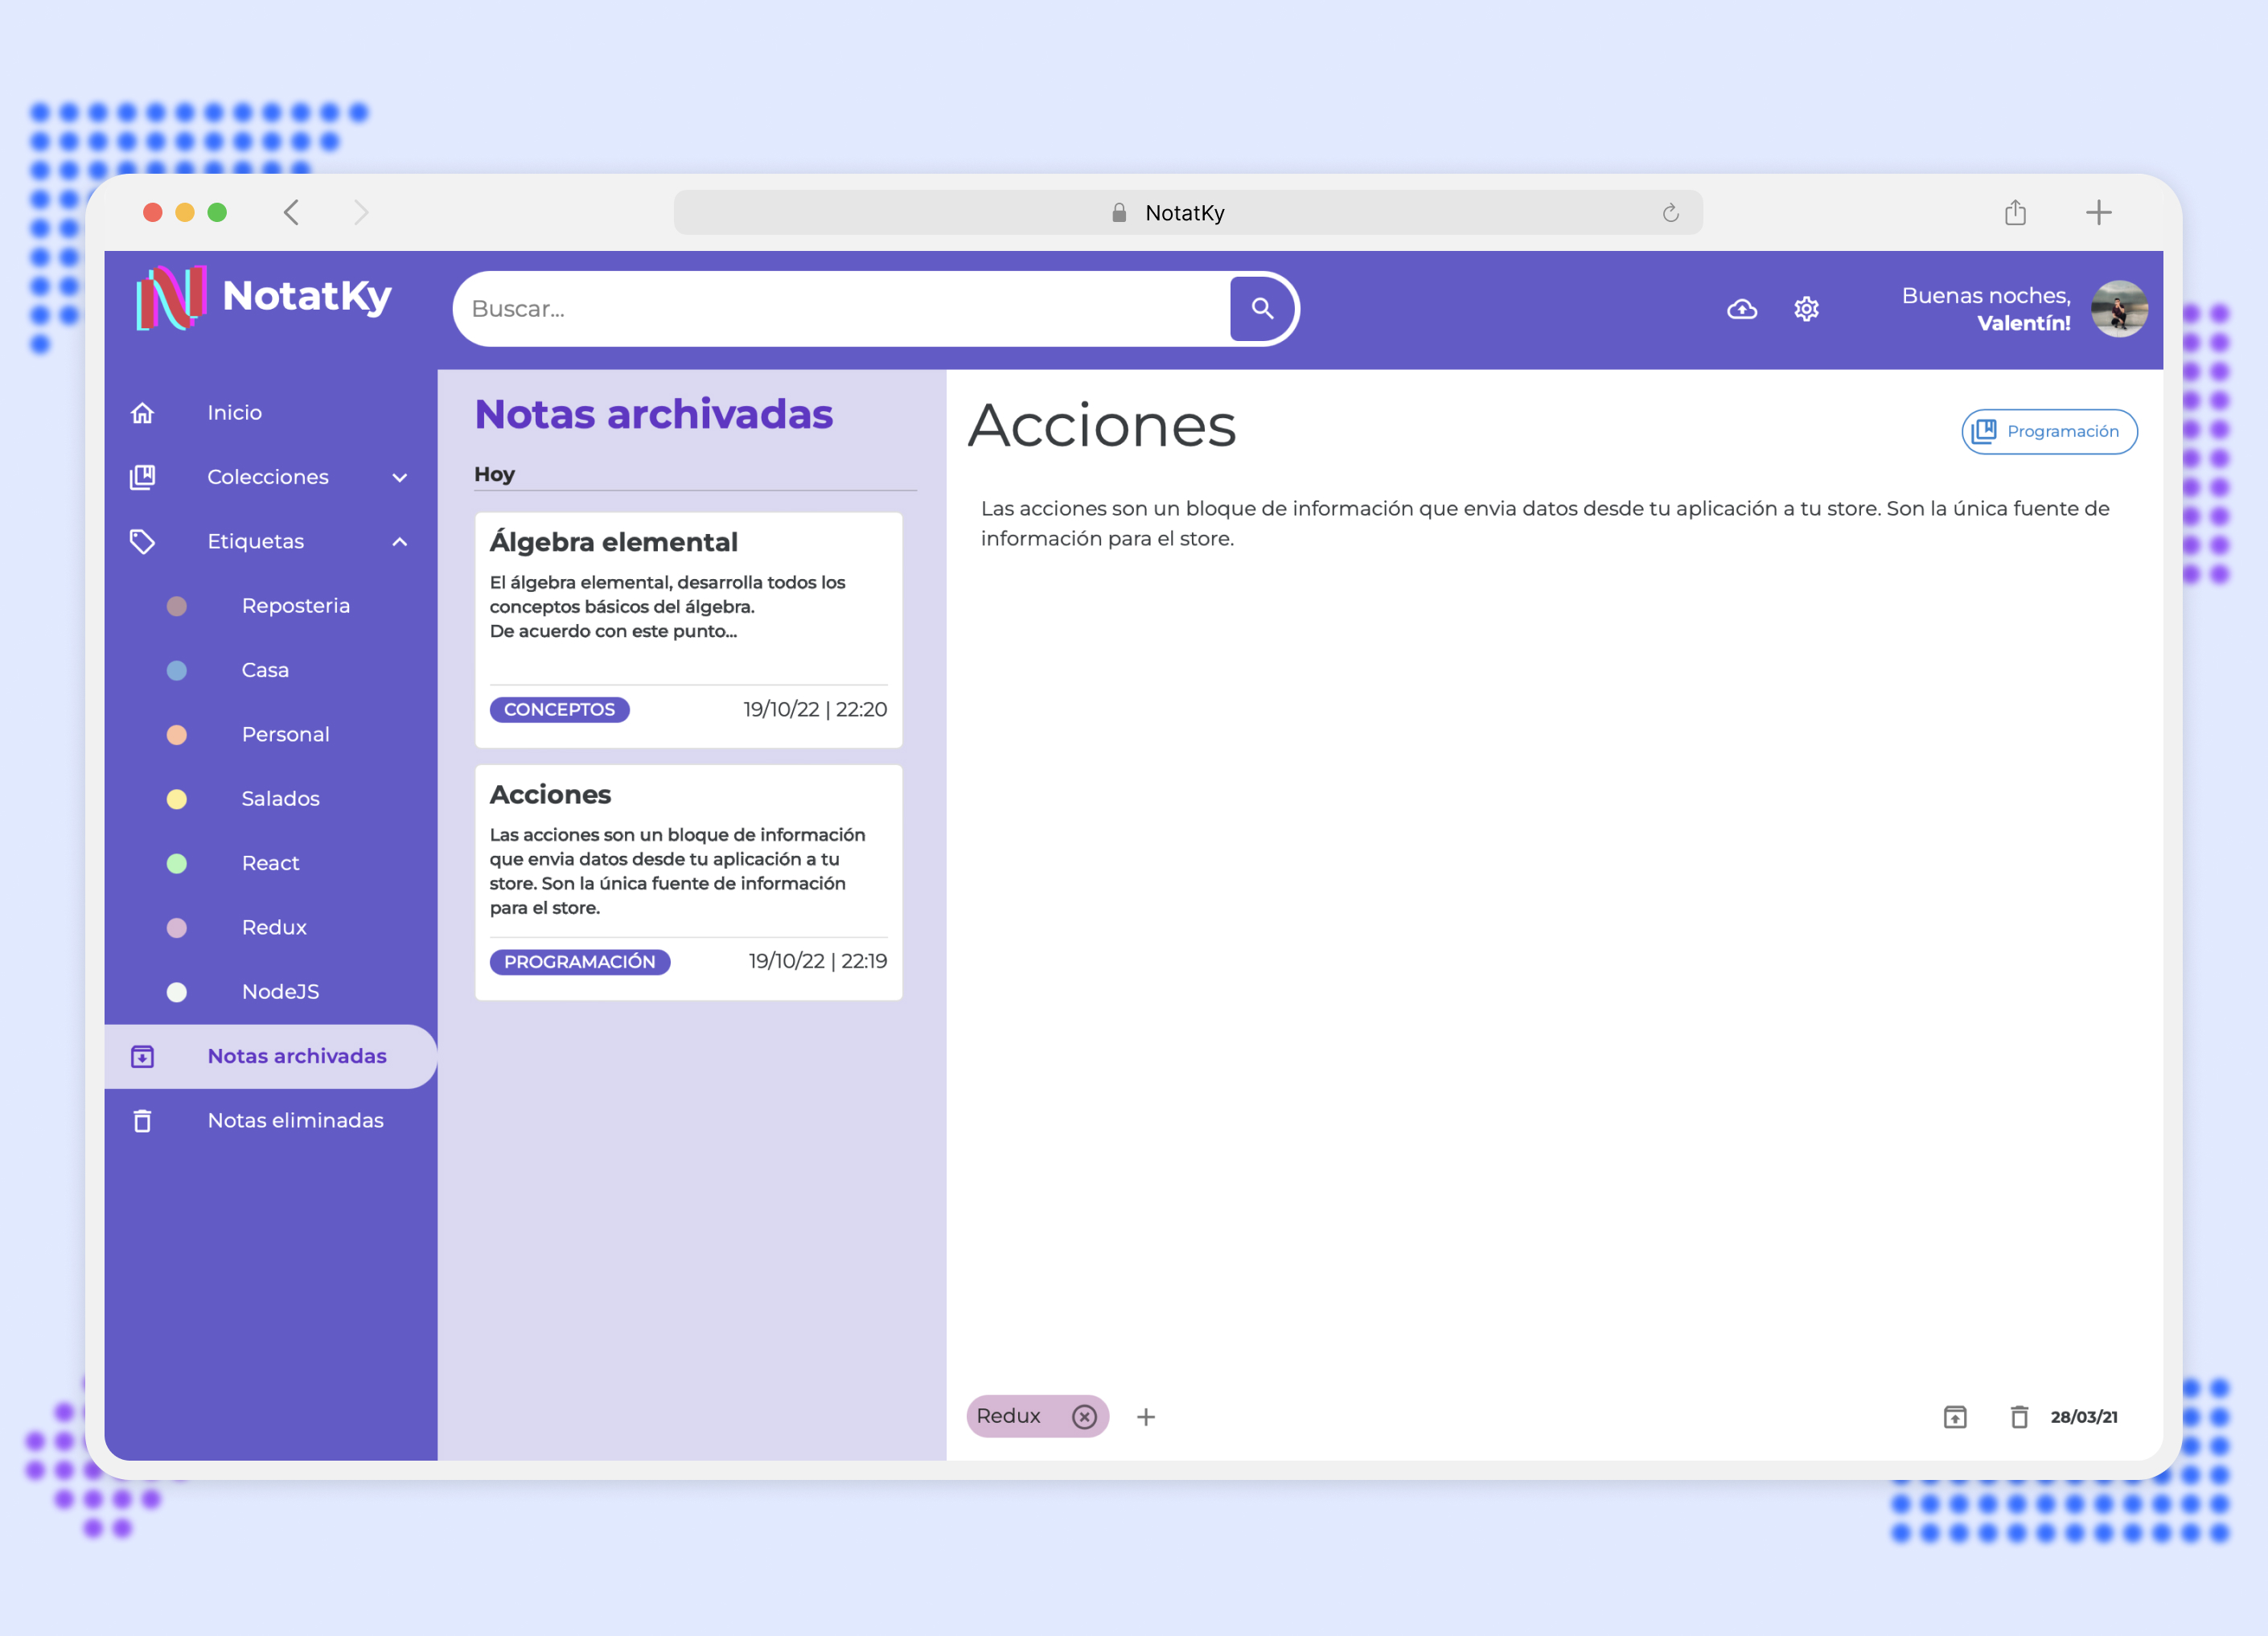 NotatKy
NotatKy
Buscar...
Buenas noches,
Valentín!
Inicio
Colecciones
Etiquetas
Reposteria
Casa
Personal
Salados
React
Redux
NodeJS
Notas archivadas
Notas eliminadas
Notas archivadas
Hoy
Álgebra elemental
El álgebra elemental, desarrolla todos los
conceptos básicos del álgebra.
De acuerdo con este punto...
CONCEPTOS 19/10/22 | 22:20
Acciones
Las acciones son un bloque de información
que envia datos desde tu aplicación a tu
store. Son la única fuente de información
para el store.
PROGRAMACIÓN 19/10/22 | 22:19
Acciones
Programación
Las acciones son un bloque de información que envia datos desde tu aplicación a tu store. Son la única fuente de
información para el store.
Redux
28/03/21